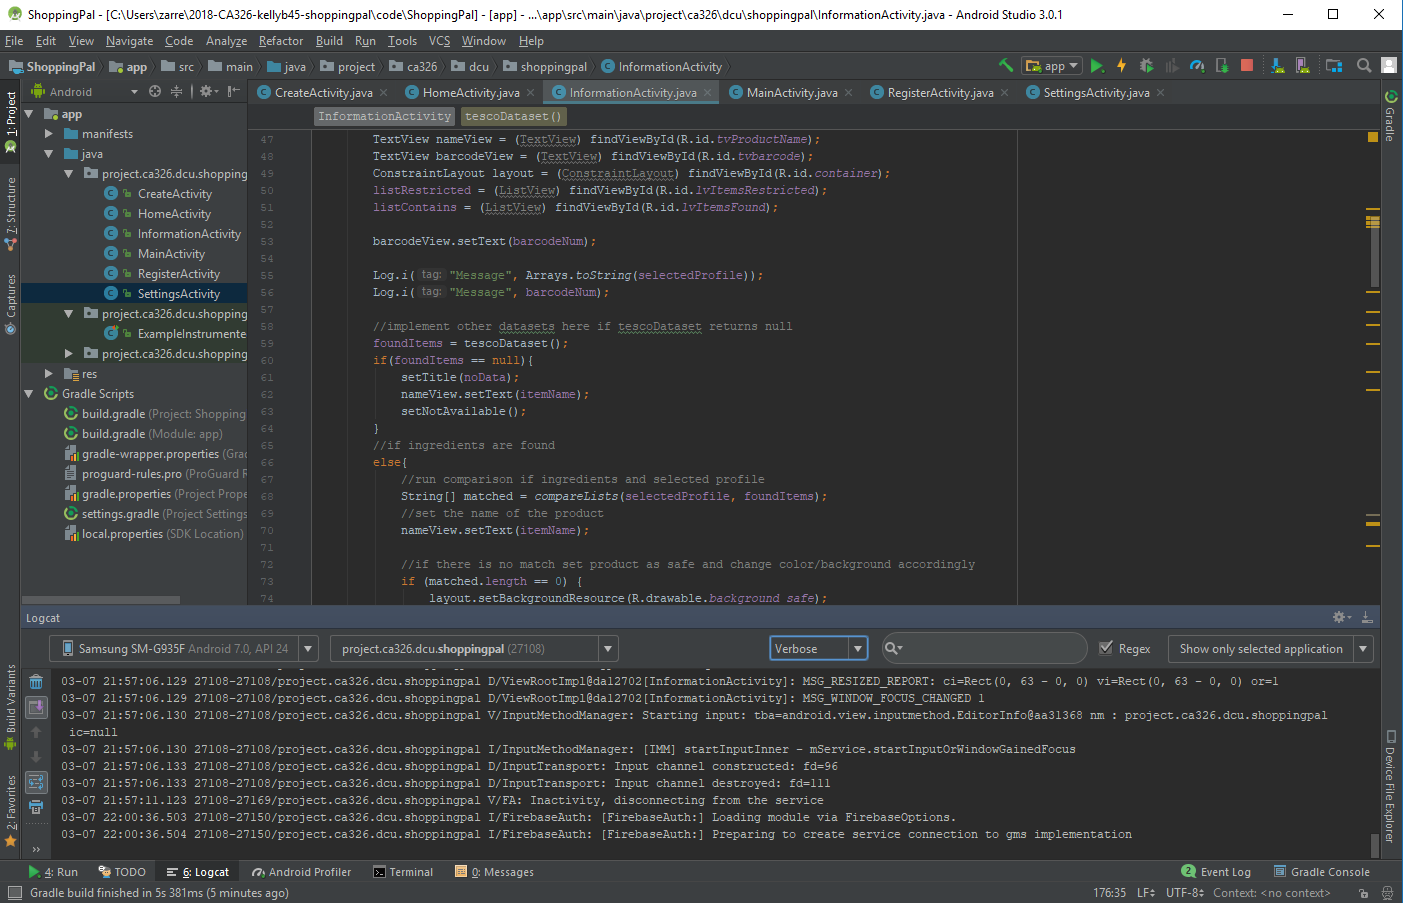 ShoppingPal - [C:\Users\zarre\2018-CA326-kellyb45-shoppingpal\code\ShoppingPal] - [app] - ...\app\src\main\java\project\ca326\dcu\shoppingpal\InformationActivity.java - Android Studio 3.0.1
File Edit View Navigate Code Analyze Refactor Build Run Tools VCS Window Help
ShoppingPal app src main java project ca326 dcu shoppingpal InformationActivity
app
Android
CreateActivity.java HomeActivity.java InformationActivity.java MainActivity.java RegisterActivity.java SettingsActivity.java
InformationActivity tescoDataset()
1: Project
7: Structure
Captures
Build Variants
2: Favorites
app
manifests
java
project.ca326.dcu.shopping
CreateActivity
HomeActivity
InformationActivity
MainActivity
RegisterActivity
SettingsActivity
project.ca326.dcu.shopping
ExampleInstrumente
project.ca326.dcu.shopping
res
Gradle Scripts
build.gradle (Project: Shopping
build.gradle (Module: app)
gradle-wrapper.properties (Grad
proguard-rules.pro (ProGuard R
gradle.properties (Project Prope
settings.gradle (Project Settings
local.properties (SDK Location)
47 TextView nameView = (TextView) findViewById(R.id.tvProductName);
48 TextView barcodeView = (TextView) findViewById(R.id.tvbarcode);
49 ConstraintLayout layout = (ConstraintLayout) findViewById(R.id.container);
50 listRestricted = (ListView) findViewById(R.id.lvItemsRestricted);
51 listContains = (ListView) findViewById(R.id.lvItemsFound);
52
53 barcodeView.setText(barcodeNum);
54
55 Log.i( tag: "Message", Arrays.toString(selectedProfile));
56 Log.i( tag: "Message", barcodeNum);
57
58 //implement other datasets here if tescoDataset returns null
59 foundItems = tescoDataset();
60 if(foundItems == null){
61 setTitle(noData);
62 nameView.setText(itemName);
63 setNotAvailable();
64 }
65 //if ingredients are found
66 else{
67 //run comparison if ingredients and selected profile
68 String[] matched = compareLists(selectedProfile, foundItems);
69 //set the name of the product
70 nameView.setText(itemName);
71
72 //if there is no match set product as safe and change color/background accordingly
73 if (matched.length == 0) {
74 layout.setBackgroundResource(R.drawable.background_safe);
Gradle
Device File Explorer
Logcat
Samsung SM-G935F Android 7.0, API 24 project.ca326.dcu.shoppingpal (27108) Verbose Regex Show only selected application
03-07 21:57:06.129 27108-27108/project.ca326.dcu.shoppingpal D/ViewRootImpl@da12702[InformationActivity]: MSG_RESIZED_REPORT: ci=Rect(0, 63 - 0, 0) vi=Rect(0, 63 - 0, 0) or=1
03-07 21:57:06.129 27108-27108/project.ca326.dcu.shoppingpal D/ViewRootImpl@da12702[InformationActivity]: MSG_WINDOW_FOCUS_CHANGED 1
03-07 21:57:06.130 27108-27108/project.ca326.dcu.shoppingpal V/InputMethodManager: Starting input: tba=android.view.inputmethod.EditorInfo@aa31368 nm : project.ca326.dcu.shoppingpal
ic=null
03-07 21:57:06.130 27108-27108/project.ca326.dcu.shoppingpal I/InputMethodManager: [IMM] startInputInner - mService.startInputOrWindowGainedFocus
03-07 21:57:06.133 27108-27108/project.ca326.dcu.shoppingpal D/InputTransport: Input channel constructed: fd=96
03-07 21:57:06.133 27108-27108/project.ca326.dcu.shoppingpal D/InputTransport: Input channel destroyed: fd=111
03-07 21:57:11.123 27108-27169/project.ca326.dcu.shoppingpal V/FA: Inactivity, disconnecting from the service
03-07 22:00:36.503 27108-27150/project.ca326.dcu.shoppingpal I/FirebaseAuth: [FirebaseAuth:] Loading module via FirebaseOptions.
03-07 22:00:36.504 27108-27150/project.ca326.dcu.shoppingpal I/FirebaseAuth: [FirebaseAuth:] Preparing to create service connection to gms implementation
4: Run TODO 6: Logcat Android Profiler Terminal 0: Messages 2 Event Log Gradle Console
Gradle build finished in 5s 381ms (5 minutes ago) 176:35 LF UTF-8 Context: <no context>